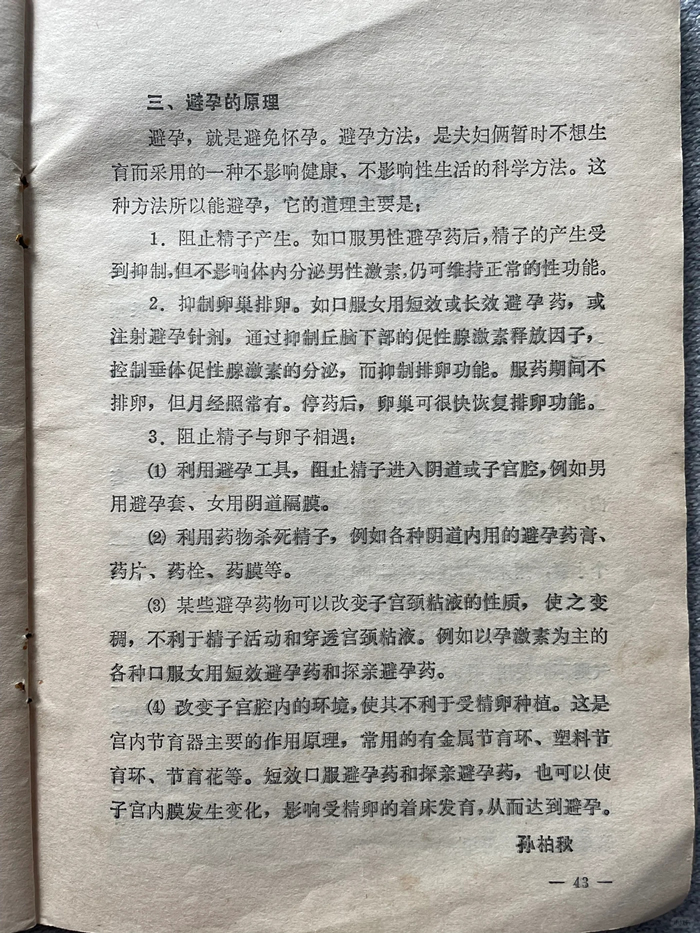 三、避孕的原理
避孕，就是避免怀孕。避孕方法，是夫妇俩暂时不想生
育而采用的一种不影响健康、不影响性生活的科学方法。这
种方法所以能避孕，它的道理主要是：
1．阻止精子产生。如口服男性避孕药后，精子的产生受
到抑制，但不影响体内分泌男性激素，仍可维持正常的性功能。
2．抑制卵巢排卵。如口服女用短效或长效避孕药，或
注射避孕针剂，通过抑制丘脑下部的促性腺激素释放因子，
控制垂体促性腺激素的分泌，而抑制排卵功能。服药期间不
排卵，但月经照常有。停药后，卵巢可很快恢复排卵功能。
3．阻止精子与卵子相遇：
⑴ 利用避孕工具，阻止精子进入阴道或子宫腔，例如男
用避孕套、女用阴道隔膜。
⑵ 利用药物杀死精子，例如各种阴道内用的避孕药膏、
药片、药栓、药膜等。
⑶ 某些避孕药物可以改变子宫颈粘液的性质，使之变
稠，不利于精子活动和穿透宫颈粘液。例如以孕激素为主的
各种口服女用短效避孕药和探亲避孕药。
⑷ 改变子宫腔内的环境，使其不利于受精卵种植。这是
宫内节育器主要的作用原理，常用的有金属节育环、塑料节
育环、节育花等。短效口服避孕药和探亲避孕药，也可以使
子宫内膜发生变化，影响受精卵的着床发育，从而达到避孕。
孙柏秋
— 43 —